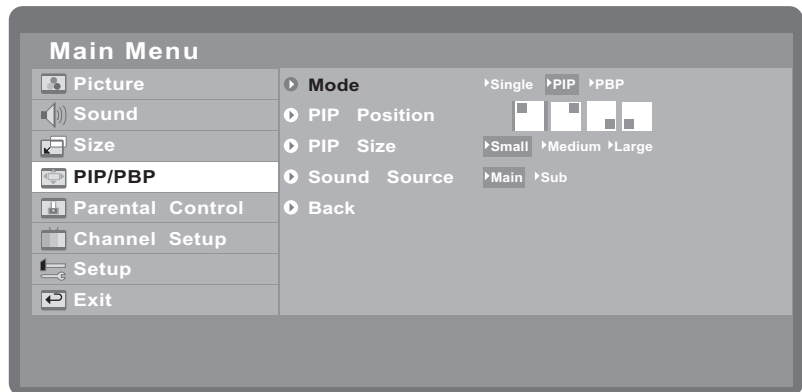 Main Menu
Picture
Sound
Size
PIP/PBP
Parental Control
Channel Setup
Setup
Exit
Mode Single PIP PBP
PIP Position
PIP Size Small Medium Large
Sound Source Main Sub
Back